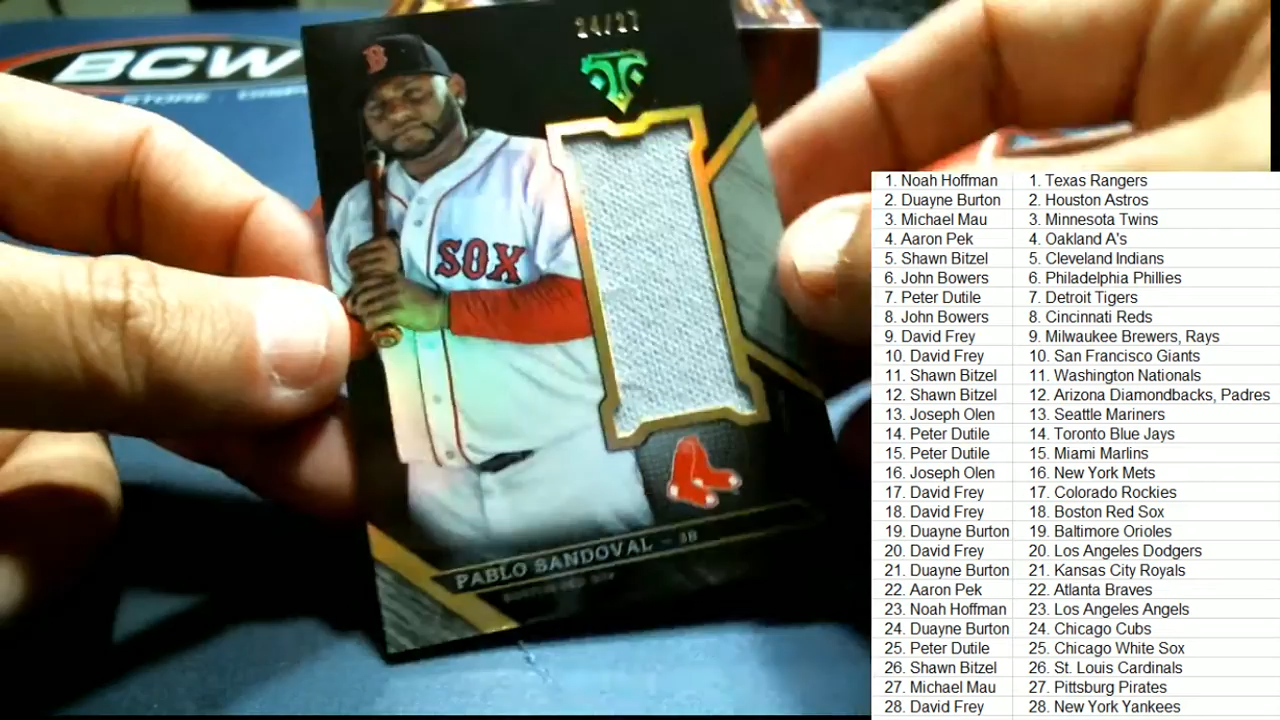 BCW
24/27
B
SOX
PABLO SANDOVAL - 3B
1. Noah Hoffman 1. Texas Rangers
2. Duayne Burton 2. Houston Astros
3. Michael Mau 3. Minnesota Twins
4. Aaron Pek 4. Oakland A's
5. Shawn Bitzel 5. Cleveland Indians
6. John Bowers 6. Philadelphia Phillies
7. Peter Dutile 7. Detroit Tigers
8. John Bowers 8. Cincinnati Reds
9. David Frey 9. Milwaukee Brewers, Rays
10. David Frey 10. San Francisco Giants
11. Shawn Bitzel 11. Washington Nationals
12. Shawn Bitzel 12. Arizona Diamondbacks, Padres
13. Joseph Olen 13. Seattle Mariners
14. Peter Dutile 14. Toronto Blue Jays
15. Peter Dutile 15. Miami Marlins
16. Joseph Olen 16. New York Mets
17. David Frey 17. Colorado Rockies
18. David Frey 18. Boston Red Sox
19. Duayne Burton 19. Baltimore Orioles
20. David Frey 20. Los Angeles Dodgers
21. Duayne Burton 21. Kansas City Royals
22. Aaron Pek 22. Atlanta Braves
23. Noah Hoffman 23. Los Angeles Angels
24. Duayne Burton 24. Chicago Cubs
25. Peter Dutile 25. Chicago White Sox
26. Shawn Bitzel 26. St. Louis Cardinals
27. Michael Mau 27. Pittsburg Pirates
28. David Frey 28. New York Yankees